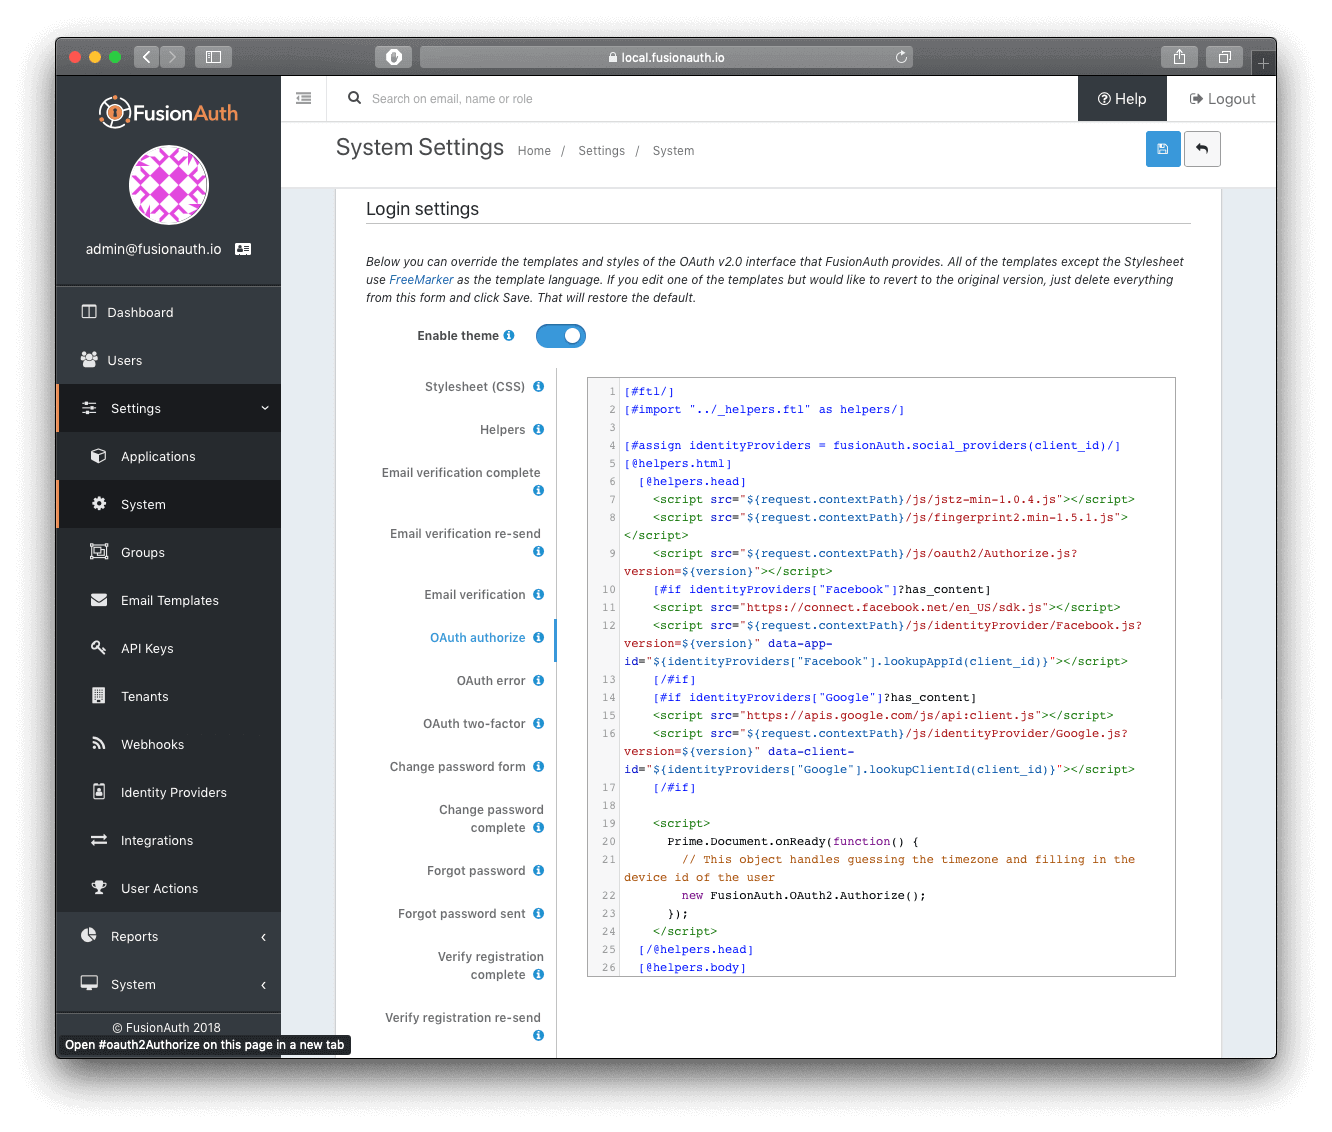 local.fusionauth.io
FusionAuth
admin@fusionauth.io
Dashboard
Users
Settings
Applications
System
Groups
Email Templates
API Keys
Tenants
Webhooks
Identity Providers
Integrations
User Actions
Reports
System
© FusionAuth 2018
Open #oauth2Authorize on this page in a new tab
Search on email, name or role
Help
Logout
System Settings
Home / Settings / System
Login settings
Below you can override the templates and styles of the OAuth v2.0 interface that FusionAuth provides. All of the templates except the Stylesheet
use FreeMarker as the template language. If you edit one of the templates but would like to revert to the original version, just delete everything
from this form and click Save. That will restore the default.
Enable theme
Stylesheet (CSS)
Helpers
Email verification complete
Email verification re-send
Email verification
OAuth authorize
OAuth error
OAuth two-factor
Change password form
Change password
complete
Forgot password
Forgot password sent
Verify registration
complete
Verify registration re-send
1 [#ftl/]
2 [#import "../_helpers.ftl" as helpers/]
3
4 [#assign identityProviders = fusionAuth.social_providers(client_id)/]
5 [@helpers.html]
6   [@helpers.head]
7     <script src="${request.contextPath}/js/jstz-min-1.0.4.js"></script>
8     <script src="${request.contextPath}/js/fingerprint2.min-1.5.1.js">
</script>
9     <script src="${request.contextPath}/js/oauth2/Authorize.js?
version=${version}"></script>
10     [#if identityProviders["Facebook"]?has_content]
11     <script src="https://connect.facebook.net/en_US/sdk.js"></script>
12     <script src="${request.contextPath}/js/identityProvider/Facebook.js?
version=${version}" data-app-
id="${identityProviders["Facebook"].lookupAppId(client_id)}"></script>
13     [/#if]
14     [#if identityProviders["Google"]?has_content]
15     <script src="https://apis.google.com/js/api:client.js"></script>
16     <script src="${request.contextPath}/js/identityProvider/Google.js?
version=${version}" data-client-
id="${identityProviders["Google"].lookupClientId(client_id)}"></script>
17     [/#if]
18
19     <script>
20       Prime.Document.onReady(function() {
21         // This object handles guessing the timezone and filling in the
device id of the user
22         new FusionAuth.OAuth2.Authorize();
23       });
24     </script>
25   [/@helpers.head]
26   [@helpers.body]